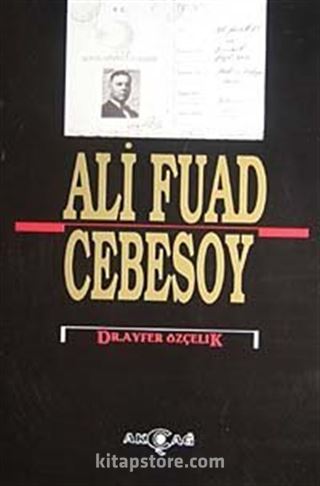 ALİ FUAD
CEBESOY
DR.AYFER ÖZÇELİK
AKÇAĞ
kitapstore.com